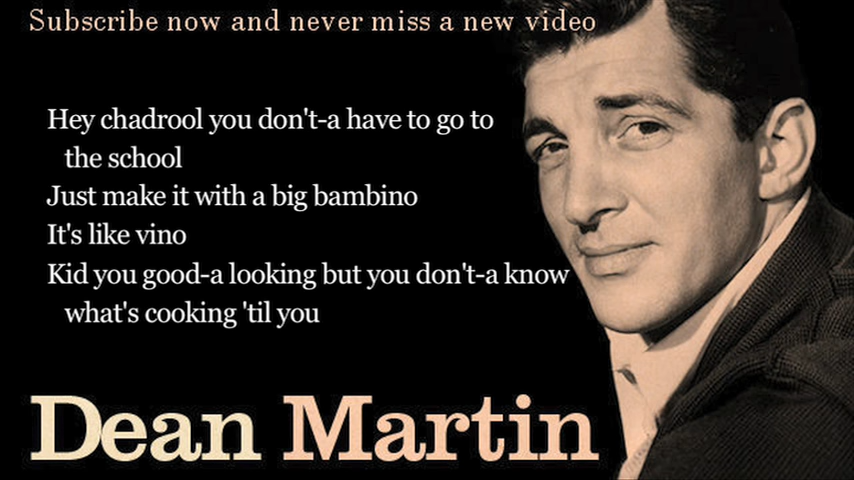 Subscribe now and never miss a new video
Hey chadrool you don't-a have to go to
the school
Just make it with a big bambino
It's like vino
Kid you good-a looking but you don't-a know
what's cooking 'til you
Dean Martin